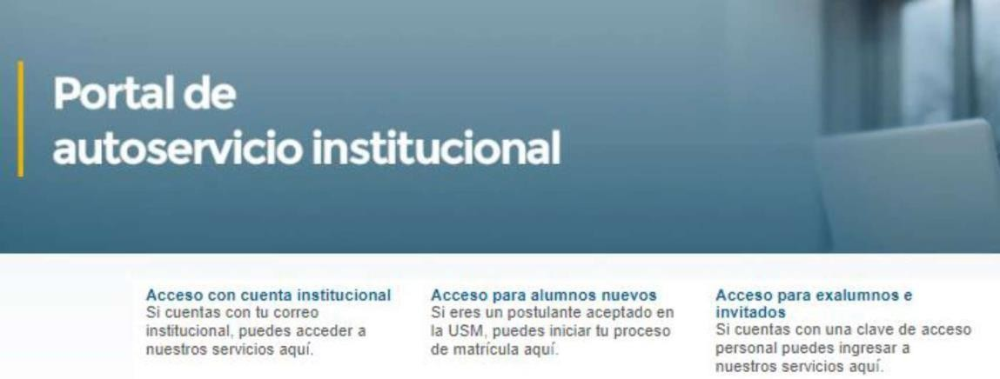 Portal de
autoservicio institucional
Acceso con cuenta institucional
Si cuentas con tu correo
institucional, puedes acceder a
nuestros servicios aquí.
Acceso para alumnos nuevos
Si eres un postulante aceptado en
la USM, puedes iniciar tu proceso
de matrícula aquí.
Acceso para exalumnos e
invitados
Si cuentas con una clave de acceso
personal puedes ingresar a
nuestros servicios aquí.